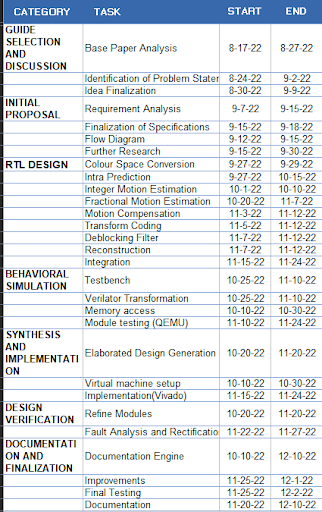 CATEGORY TASK START END
GUIDE
SELECTION
AND
DISCUSSION
Base Paper Analysis 8-17-22 8-27-22
Identification of Problem Stater 8-24-22 9-2-22
Idea Finalization 8-30-22 9-9-22
INITIAL
PROPOSAL
Requirement Analysis 9-7-22 9-15-22
Finalization of Specifications 9-15-22 9-18-22
Flow Diagram 9-12-22 9-15-22
Further Research 9-15-22 9-30-22
RTL DESIGN Colour Space Conversion 9-27-22 9-29-22
Intra Prediction 9-27-22 10-15-22
Integer Motion Estimation 10-1-22 10-10-22
Fractional Motion Estimation 10-20-22 11-7-22
Motion Compensation 11-3-22 11-12-22
Transform Coding 11-5-22 11-12-22
Deblocking Filter 11-7-22 11-12-22
Reconstruction 11-7-22 11-12-22
Integration 11-15-22 11-24-22
BEHAVIORAL
SIMULATION
Testbench 10-25-22 11-10-22
Verilator Transformation 10-25-22 11-10-22
Memory access 10-10-22 10-30-22
Module testing (QEMU) 11-10-22 11-24-22
SYNTHESIS
AND
IMPLEMENTATI
ON
Elaborated Design Generation 10-20-22 11-20-22
Virtual machine setup 10-10-22 10-30-22
Implementation(Vivado) 11-15-22 11-24-22
DESIGN
VERIFICATION
Refine Modules 10-20-22 11-20-22
Fault Analysis and Rectification 11-22-22 11-27-22
DOCUMENTATI
ON AND
FINALIZATION
Documentation Engine 10-10-22 12-10-22
Improvements 11-25-22 12-1-22
Final Testing 11-25-22 12-2-22
Documentation 11-20-22 12-10-22